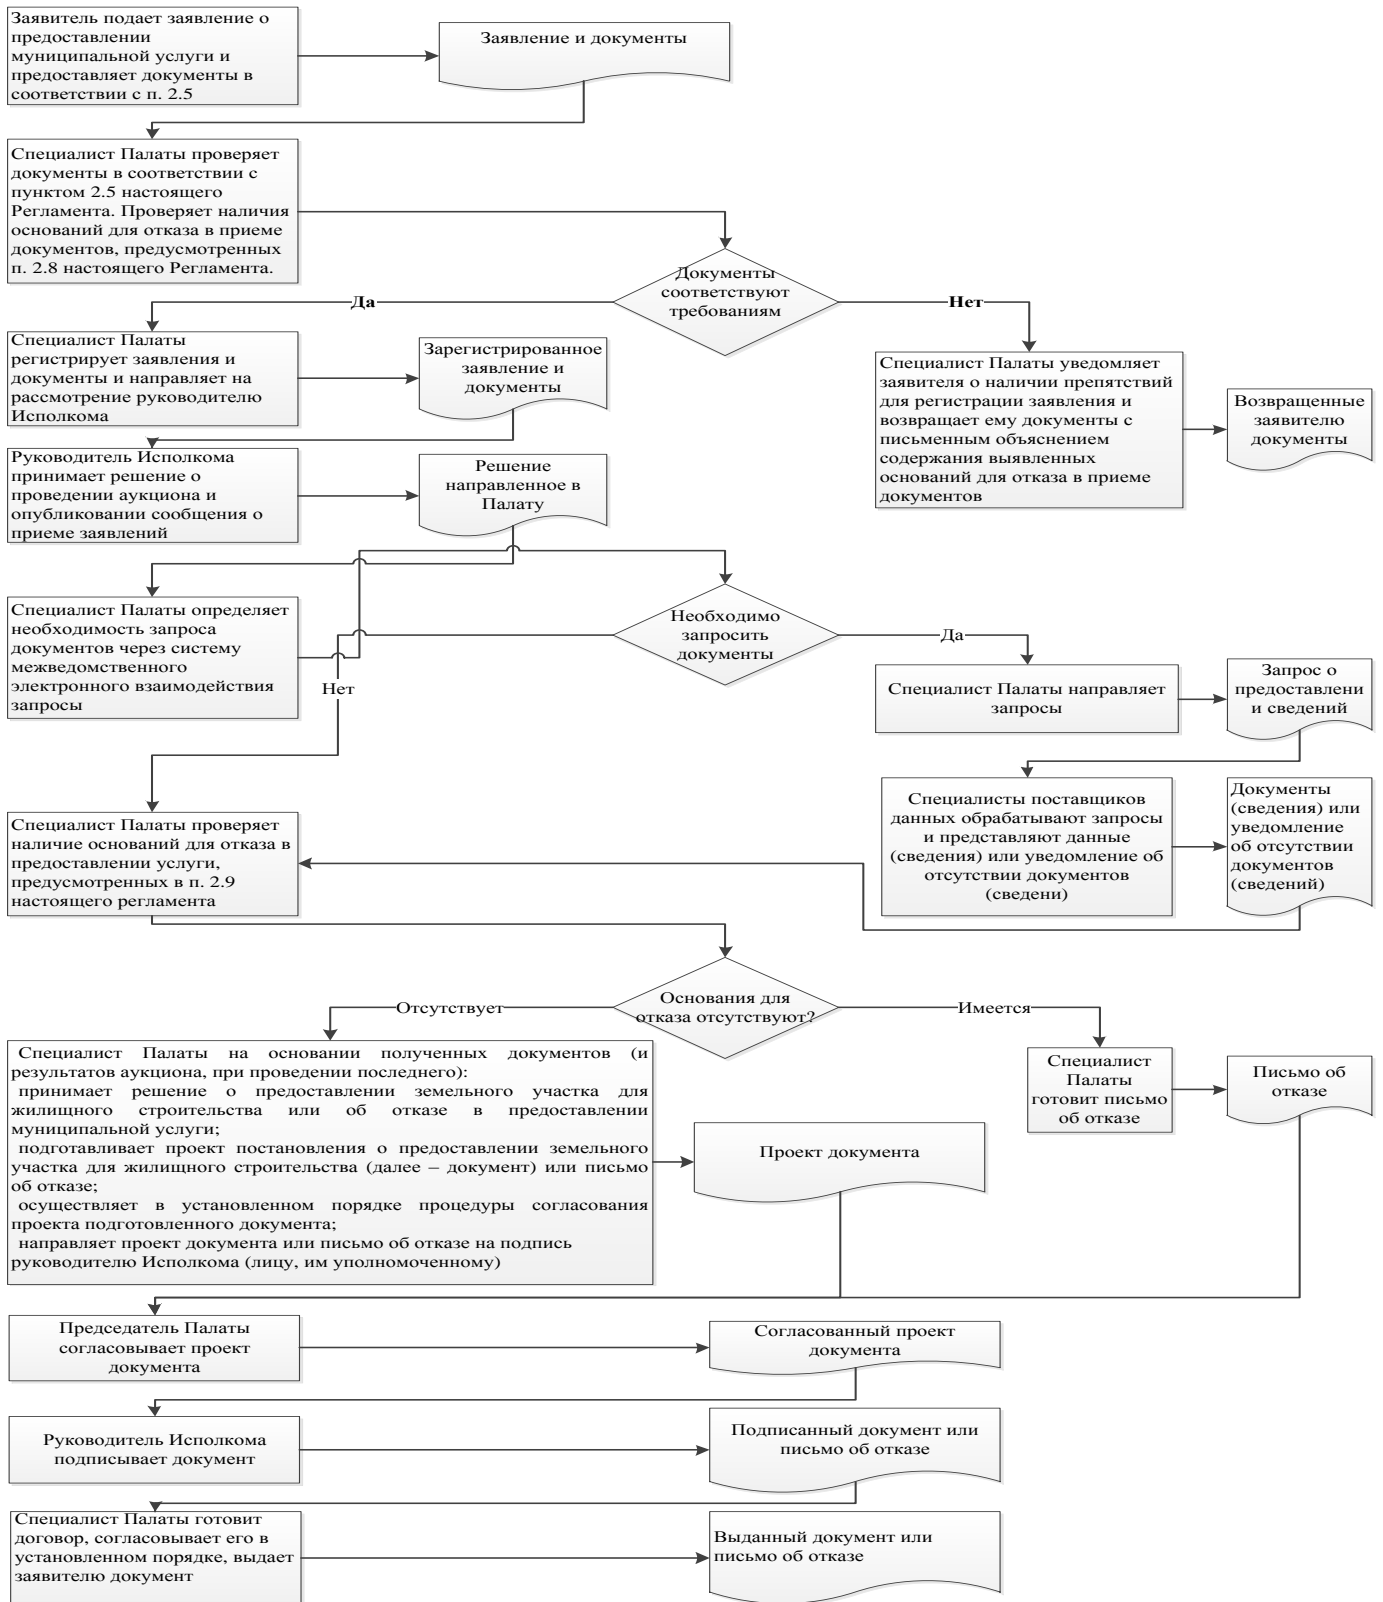 Заявитель подает заявление о
предоставлении
муниципальной услуги и
предоставляет документы в
соответствии с п. 2.5
Заявление и документы
Специалист Палаты проверяет
документы в соответствии с
пунктом 2.5 настоящего
Регламента. Проверяет наличия
оснований для отказа в приеме
документов, предусмотренных
п. 2.8 настоящего Регламента.
Документы
соответствуют
требованиям
Да
Нет
Специалист Палаты
регистрирует заявления и
документы и направляет на
рассмотрение руководителю
Исполкома
Зарегистрированное
заявление и
документы
Специалист Палаты уведомляет
заявителя о наличии препятствий
для регистрации заявления и
возвращает ему документы с
письменным объяснением
содержания выявленных
оснований для отказа в приеме
документов
Возвращенные
заявителю
документы
Руководитель Исполкома
принимает решение о
проведении аукциона и
опубликовании сообщения о
приеме заявлений
Решение
направленное в
Палату
Специалист Палаты определяет
необходимость запроса
документов через систему
межведомственного
электронного взаимодействия
запросы
Необходимо
запросить
документы
Да
Нет
Специалист Палаты направляет
запросы
Запрос о
предоставлени
и сведений
Специалисты поставщиков
данных обрабатывают запросы
и представляют данные
(сведения) или уведомление об
отсутствии документов
(сведени)
Документы
(сведения) или
уведомление
об отсутствии
документов
(сведений)
Специалист Палаты проверяет
наличие оснований для отказа в
предоставлении услуги,
предусмотренных в п. 2.9
настоящего регламента
Основания для
отказа отсутствуют?
Отсутствует
Имеется
Специалист Палаты на основании полученных документов (и
результатов аукциона, при проведении последнего):
принимает решение о предоставлении земельного участка для
жилищного строительства или об отказе в предоставлении
муниципальной услуги;
подготавливает проект постановления о предоставлении земельного
участка для жилищного строительства (далее – документ) или письмо
об отказе;
осуществляет в установленном порядке процедуры согласования
проекта подготовленного документа;
направляет проект документа или письмо об отказе на подпись
руководителю Исполкома (лицу, им уполномоченному)
Проект документа
Специалист
Палаты
готовит письмо
об отказе
Письмо об
отказе
Председатель Палаты
согласовывает проект
документа
Согласованный проект
документа
Руководитель Исполкома
подписывает документ
Подписанный документ или
письмо об отказе
Специалист Палаты готовит
договор, согласовывает его в
установленном порядке, выдает
заявителю документ
Выданный документ или
письмо об отказе